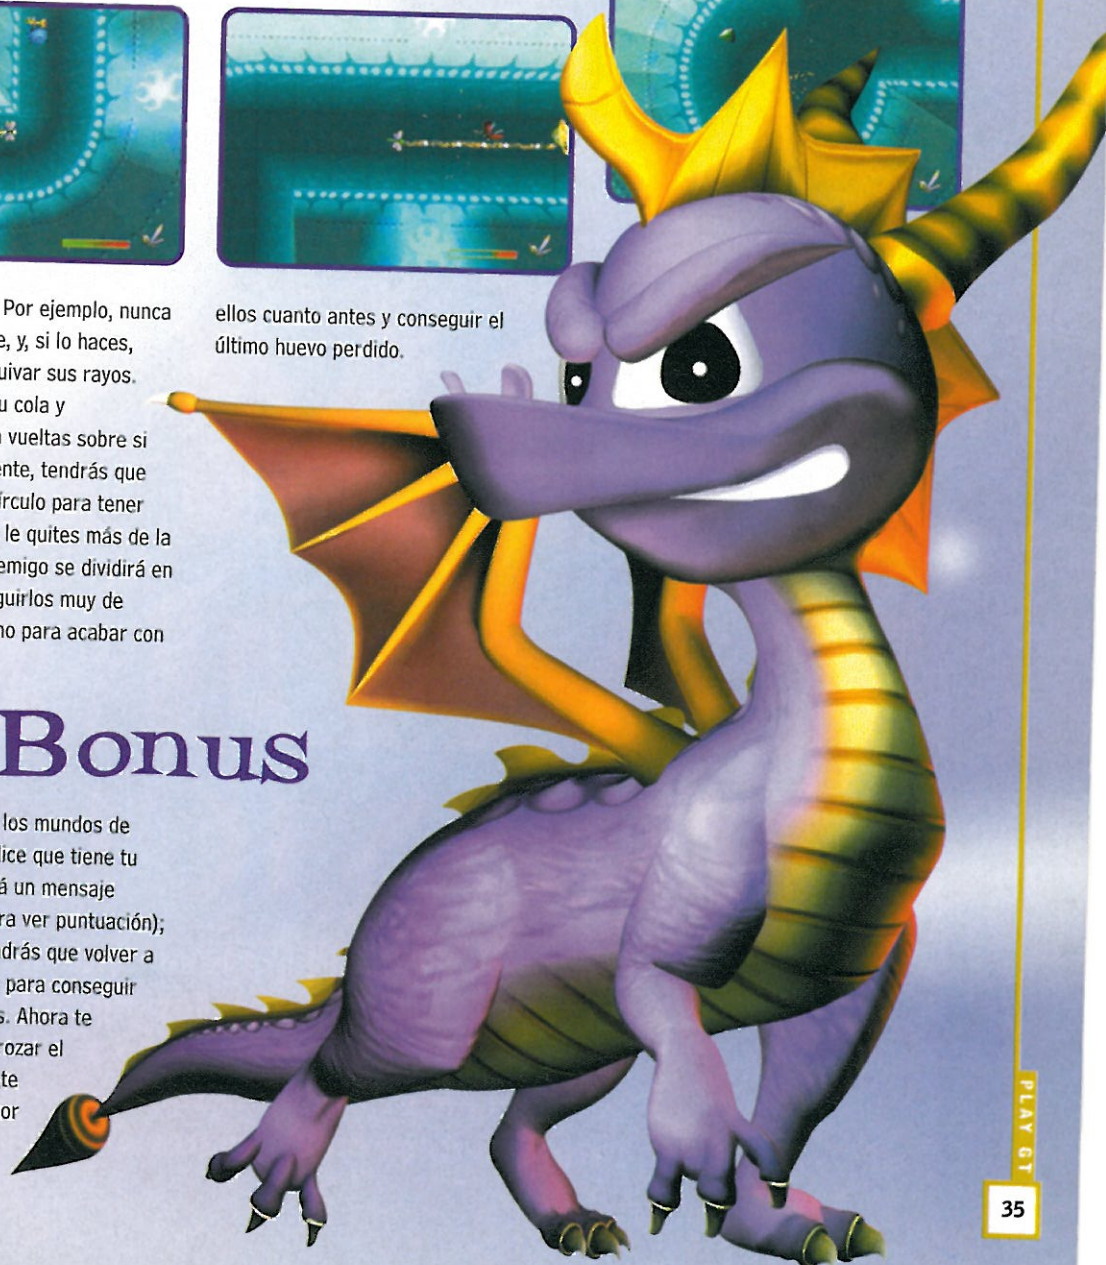 Por ejemplo, nunca
e, y, si lo haces,
uivar sus rayos.
u cola y
vueltas sobre si
ente, tendrás que
írculo para tener
le quites más de la
emigo se dividirá en
guirlos muy de
no para acabar con
ellos cuanto antes y conseguir el
último huevo perdido.
Bonus
los mundos de
lice que tiene tu
á un mensaje
ra ver puntuación);
drás que volver a
para conseguir
s. Ahora te
rozar el
te
or
PLAY GT
35